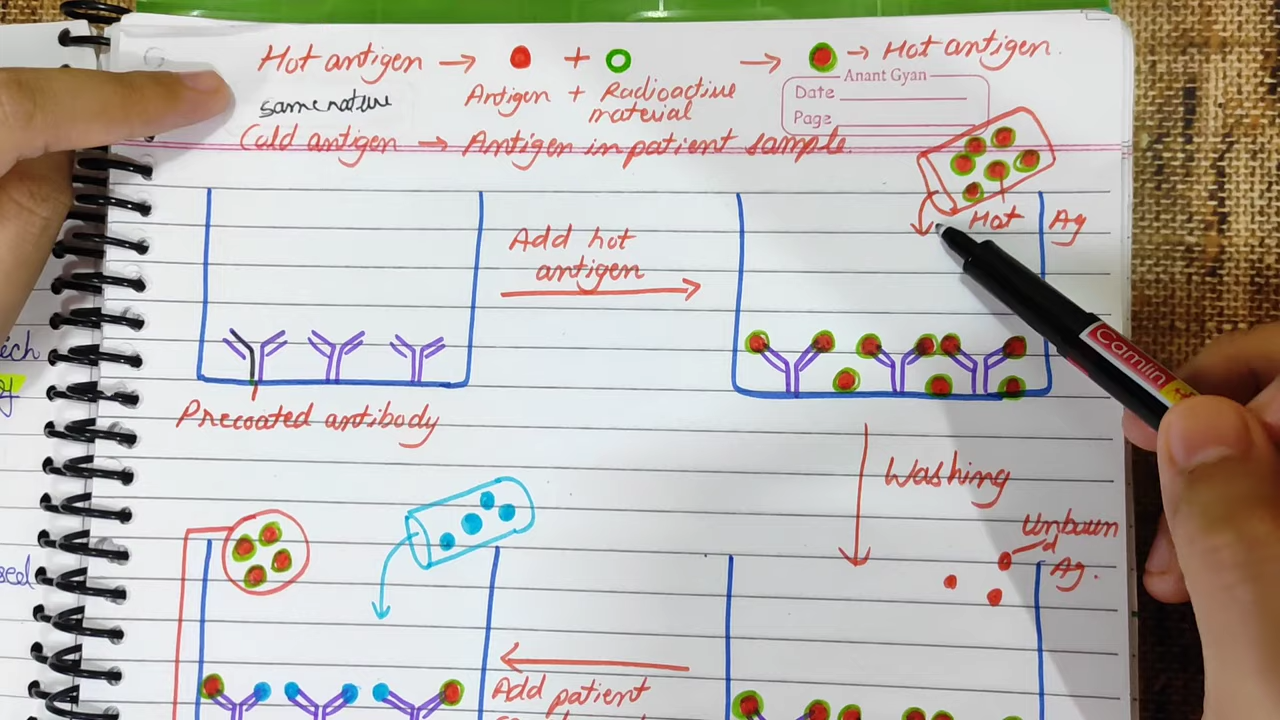 Hot antigen → + → → Hot antigen.
Anant Gyan
same nature
Antigen + Radioactive
material
Date
Page
Cold antigen → Antigen in patient sample.
Hot Ag
Add hot
antigen
Camlin
Precoated antibody
Washing
Unboun
d
Ag.
Add patient